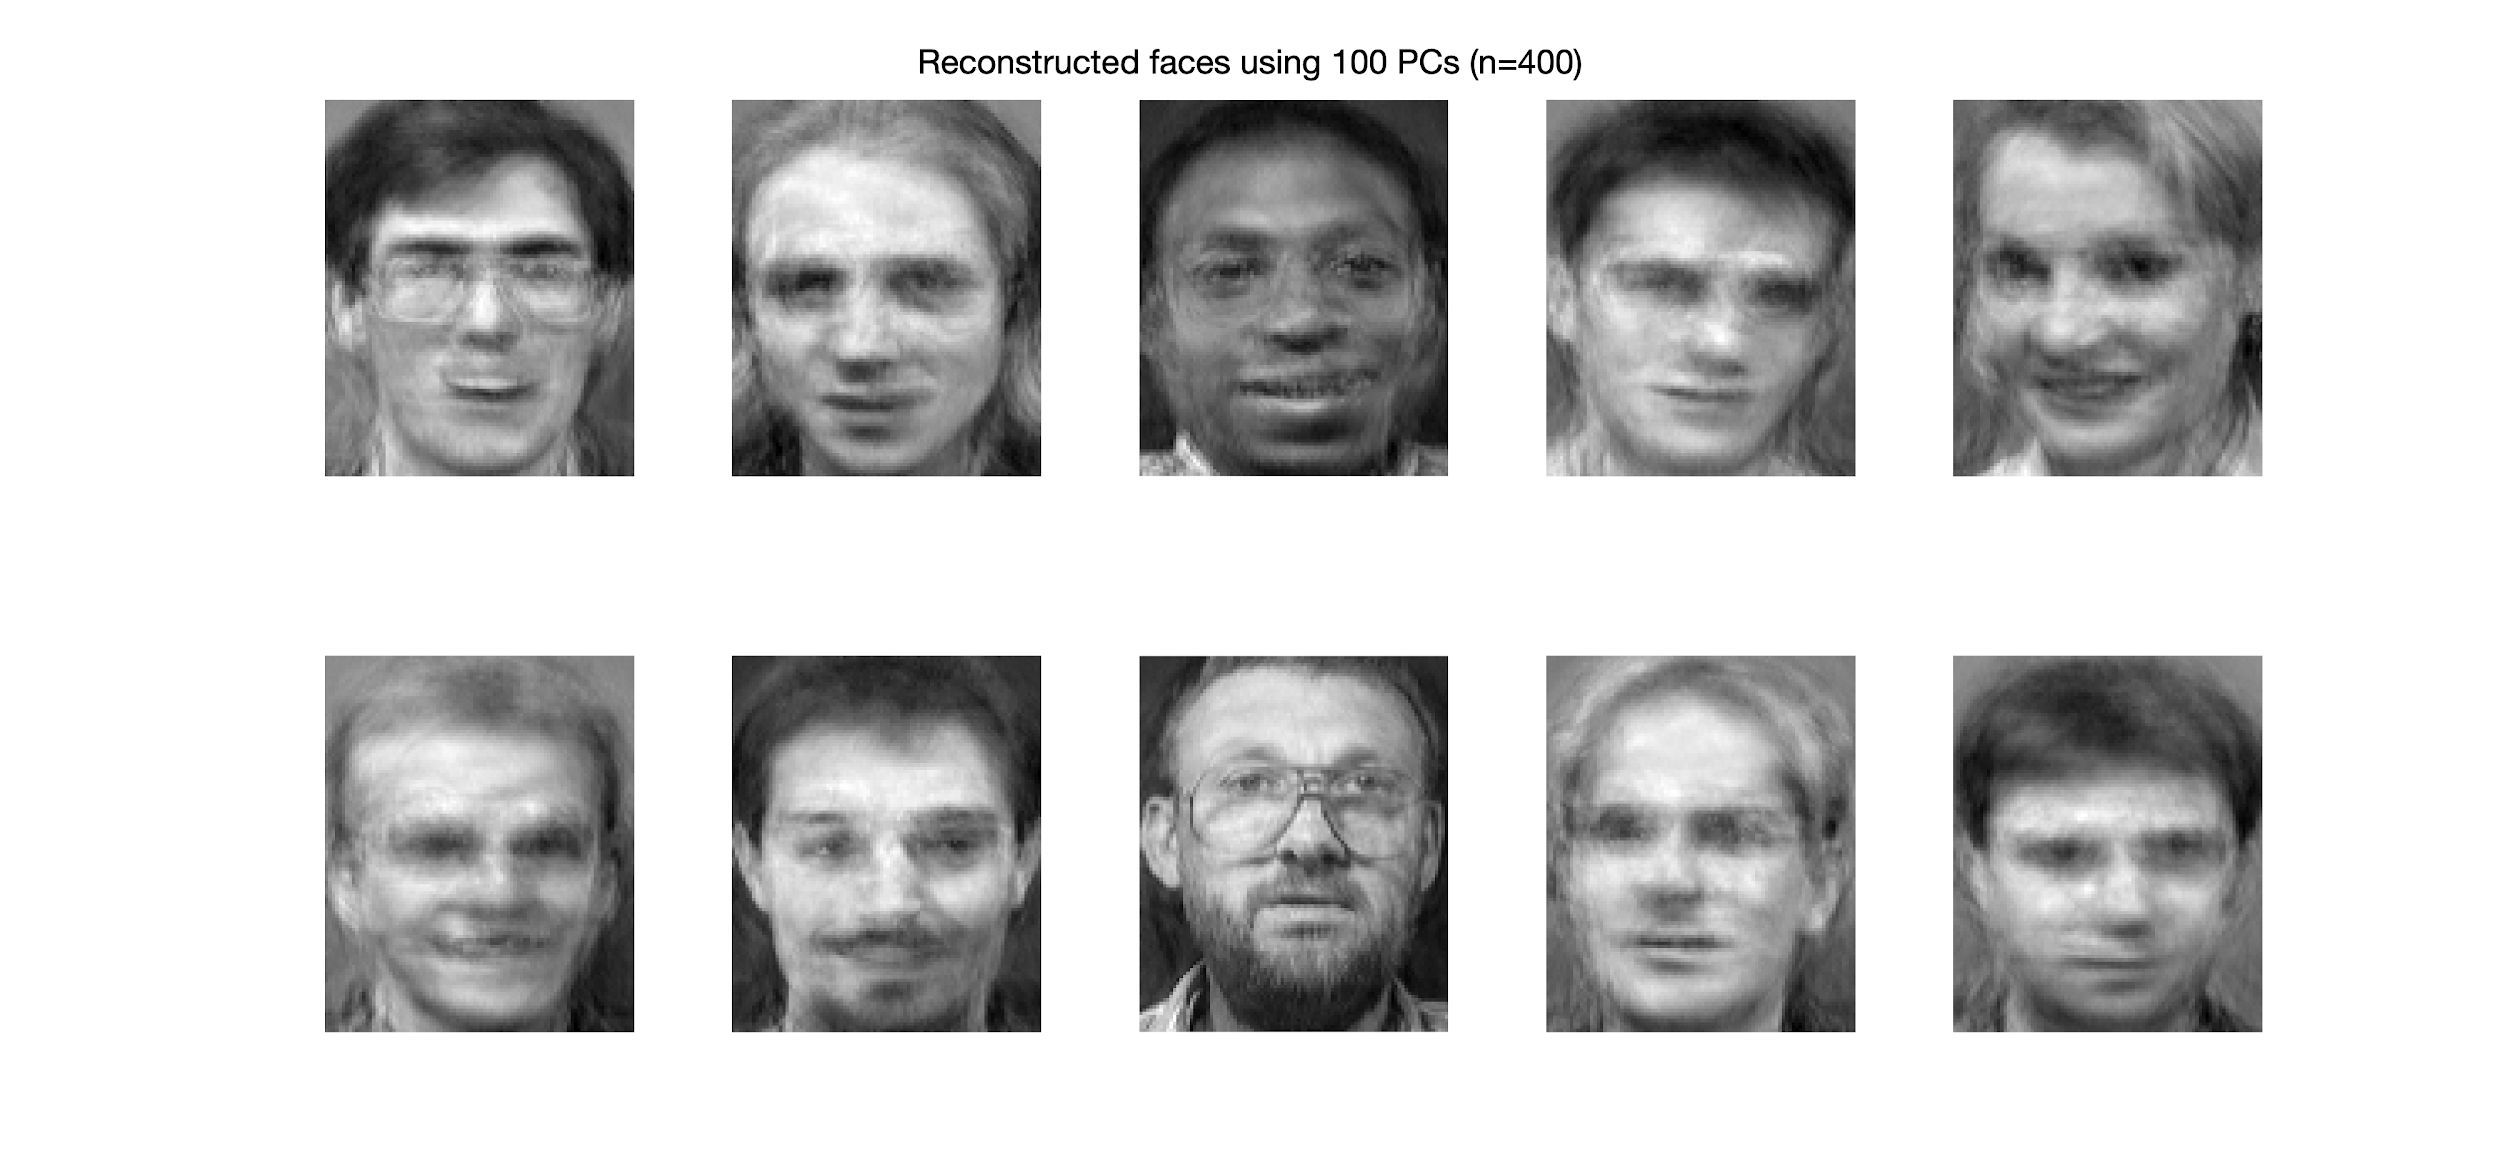 Reconstructed faces using 100 PCs (n=400)